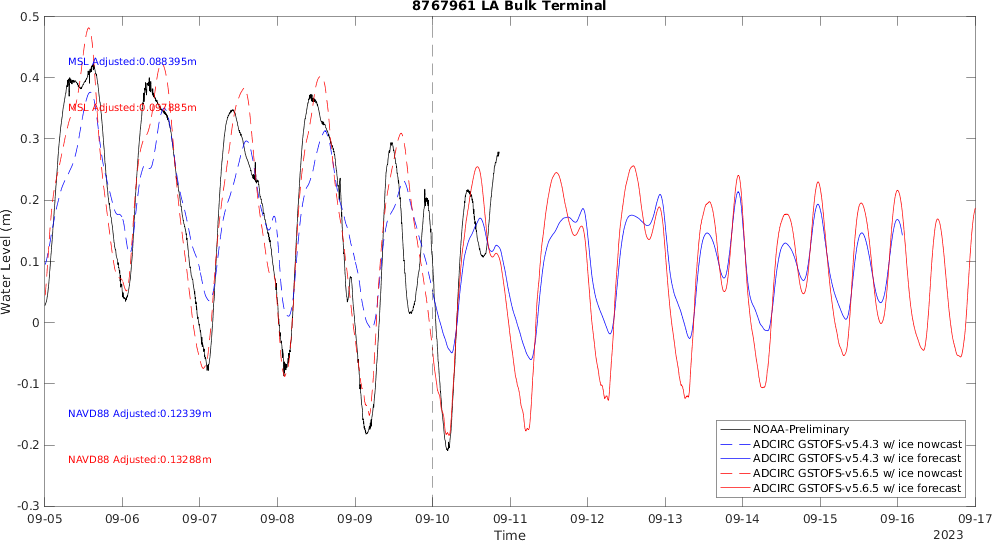 8767961 LA Bulk Terminal
0.5
0.4
0.3
0.2
0.1
0
-0.1
-0.2
-0.3
Water Level (m)
MSL Adjusted:0.088395m
MSL Adjusted:0.097885m
NAVD88 Adjusted:0.12339m
NAVD88 Adjusted:0.13288m
NOAA-Preliminary
ADCIRC GSTOFS-v5.4.3 w/ ice nowcast
ADCIRC GSTOFS-v5.4.3 w/ ice forecast
ADCIRC GSTOFS-v5.6.5 w/ ice nowcast
ADCIRC GSTOFS-v5.6.5 w/ ice forecast
09-05 09-06 09-07 09-08 09-09 09-10 09-11 09-12 09-13 09-14 09-15 09-16 09-17
Time
2023